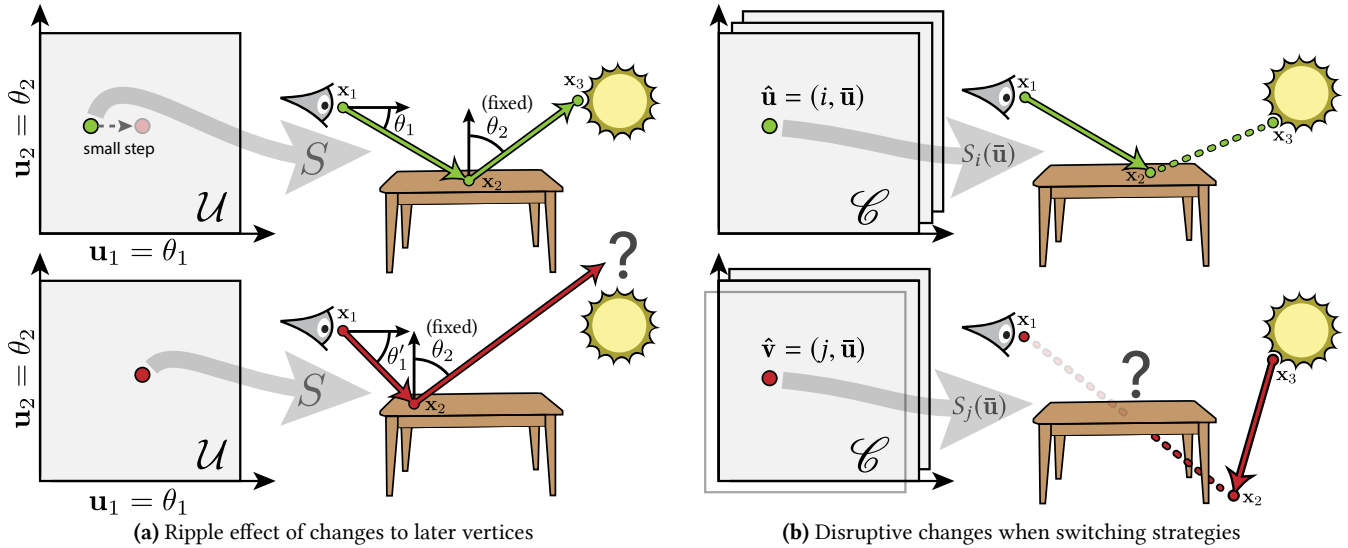 𝐮₂ = θ₂
small step
𝒰
𝐮₁ = θ₁
S
𝐱₁
θ₁
(fixed)
θ₂
𝐱₂
𝐱₃
𝐮₂ = θ₂
𝒰
𝐮₁ = θ₁
S
𝐱₁
θ′₁
(fixed)
θ₂
𝐱₂
?
(a) Ripple effect of changes to later vertices
û = (i, ū)
𝒞
Sᵢ(ū)
𝐱₁
𝐱₂
𝐱₃
v̂ = (j, ū)
𝒞
Sⱼ(ū)
𝐱₁
?
𝐱₃
𝐱₂
(b) Disruptive changes when switching strategies